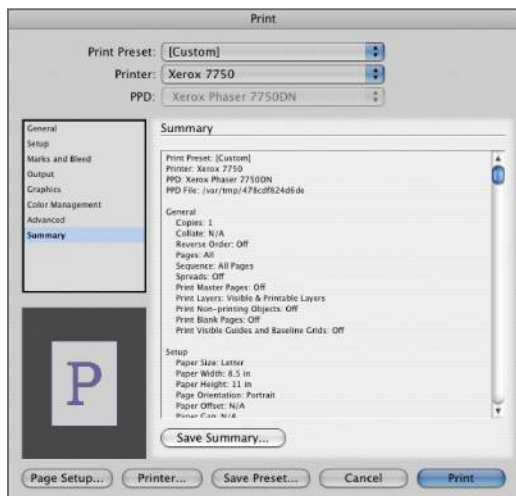 Print
Print Preset: [Custom]
Printer: Xerox 7750
PPD: Xerox Phaser 7750DN
General
Setup
Marks and Bleed
Output
Graphics
Color Management
Advanced
Summary
Summary
Print Preset: [Custom]
Printer: Xerox 7750
PPD: Xerox Phaser 7750DN
PPD File: /var/tmp/478cdf824d6de
General
Copies: 1
Collate: N/A
Reverse Order: Off
Pages: All
Sequence: All Pages
Spreads: Off
Print Master Pages: Off
Print Layers: Visible & Printable Layers
Print Non-printing Objects: Off
Print Blank Pages: Off
Print Visible Guides and Baseline Grids: Off
Setup
Paper Size: Letter
Paper Width: 8.5 in
Paper Height: 11 in
Page Orientation: Portrait
Paper Offset: N/A
Paper Gap: N/A
P
Save Summary...
Page Setup... Printer... Save Preset... Cancel Print